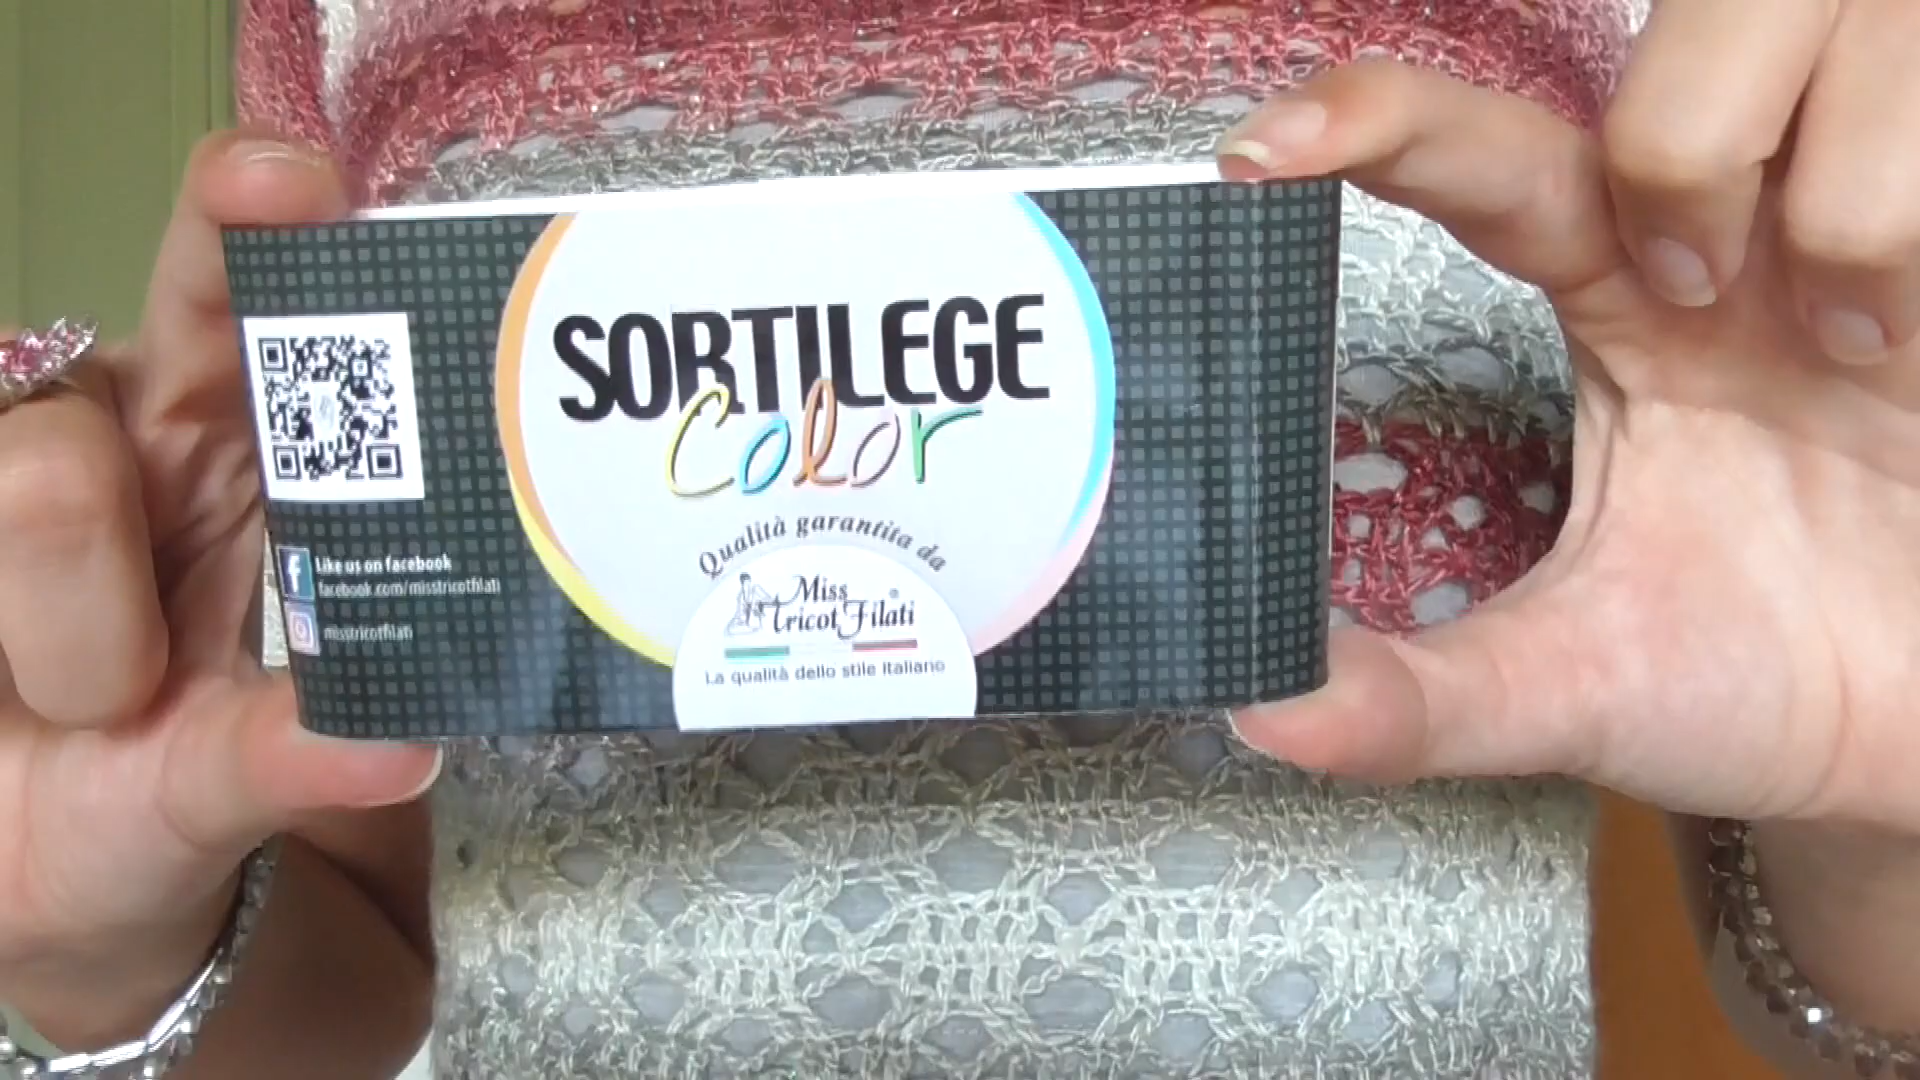 SORTILEGE
Color
Qualità garantita da
Miss
Tricot Filati ®
La qualità dello stile Italiano
Like us on facebook
facebook.com/misstricotfilati
misstricotfilati